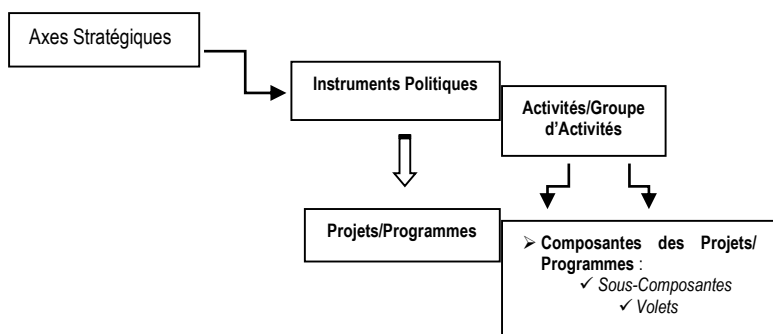 Axes Stratégiques
Instruments Politiques
Activités/Groupe
d'Activités
Projets/Programmes
➢ Composantes des Projets/
Programmes :
✓ Sous-Composantes
✓ Volets